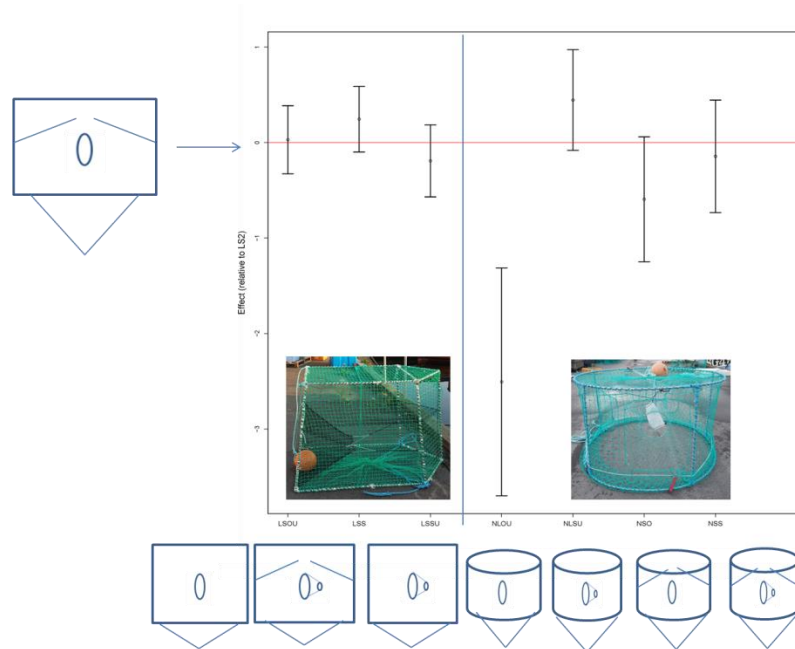 Effect (relative to LS2)
1
0
-1
-2
-3
LSOU LSS LSSU NLOU NLSU NSO NSS